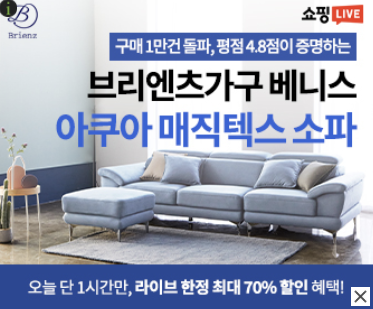 Brienz
쇼핑 LIVE
구매 1만건 돌파, 평점 4.8점이 증명하는
브리엔츠가구 베니스
아쿠아 매직텍스 소파
오늘 단 1시간만, 라이브 한정 최대 70% 할인 혜택!